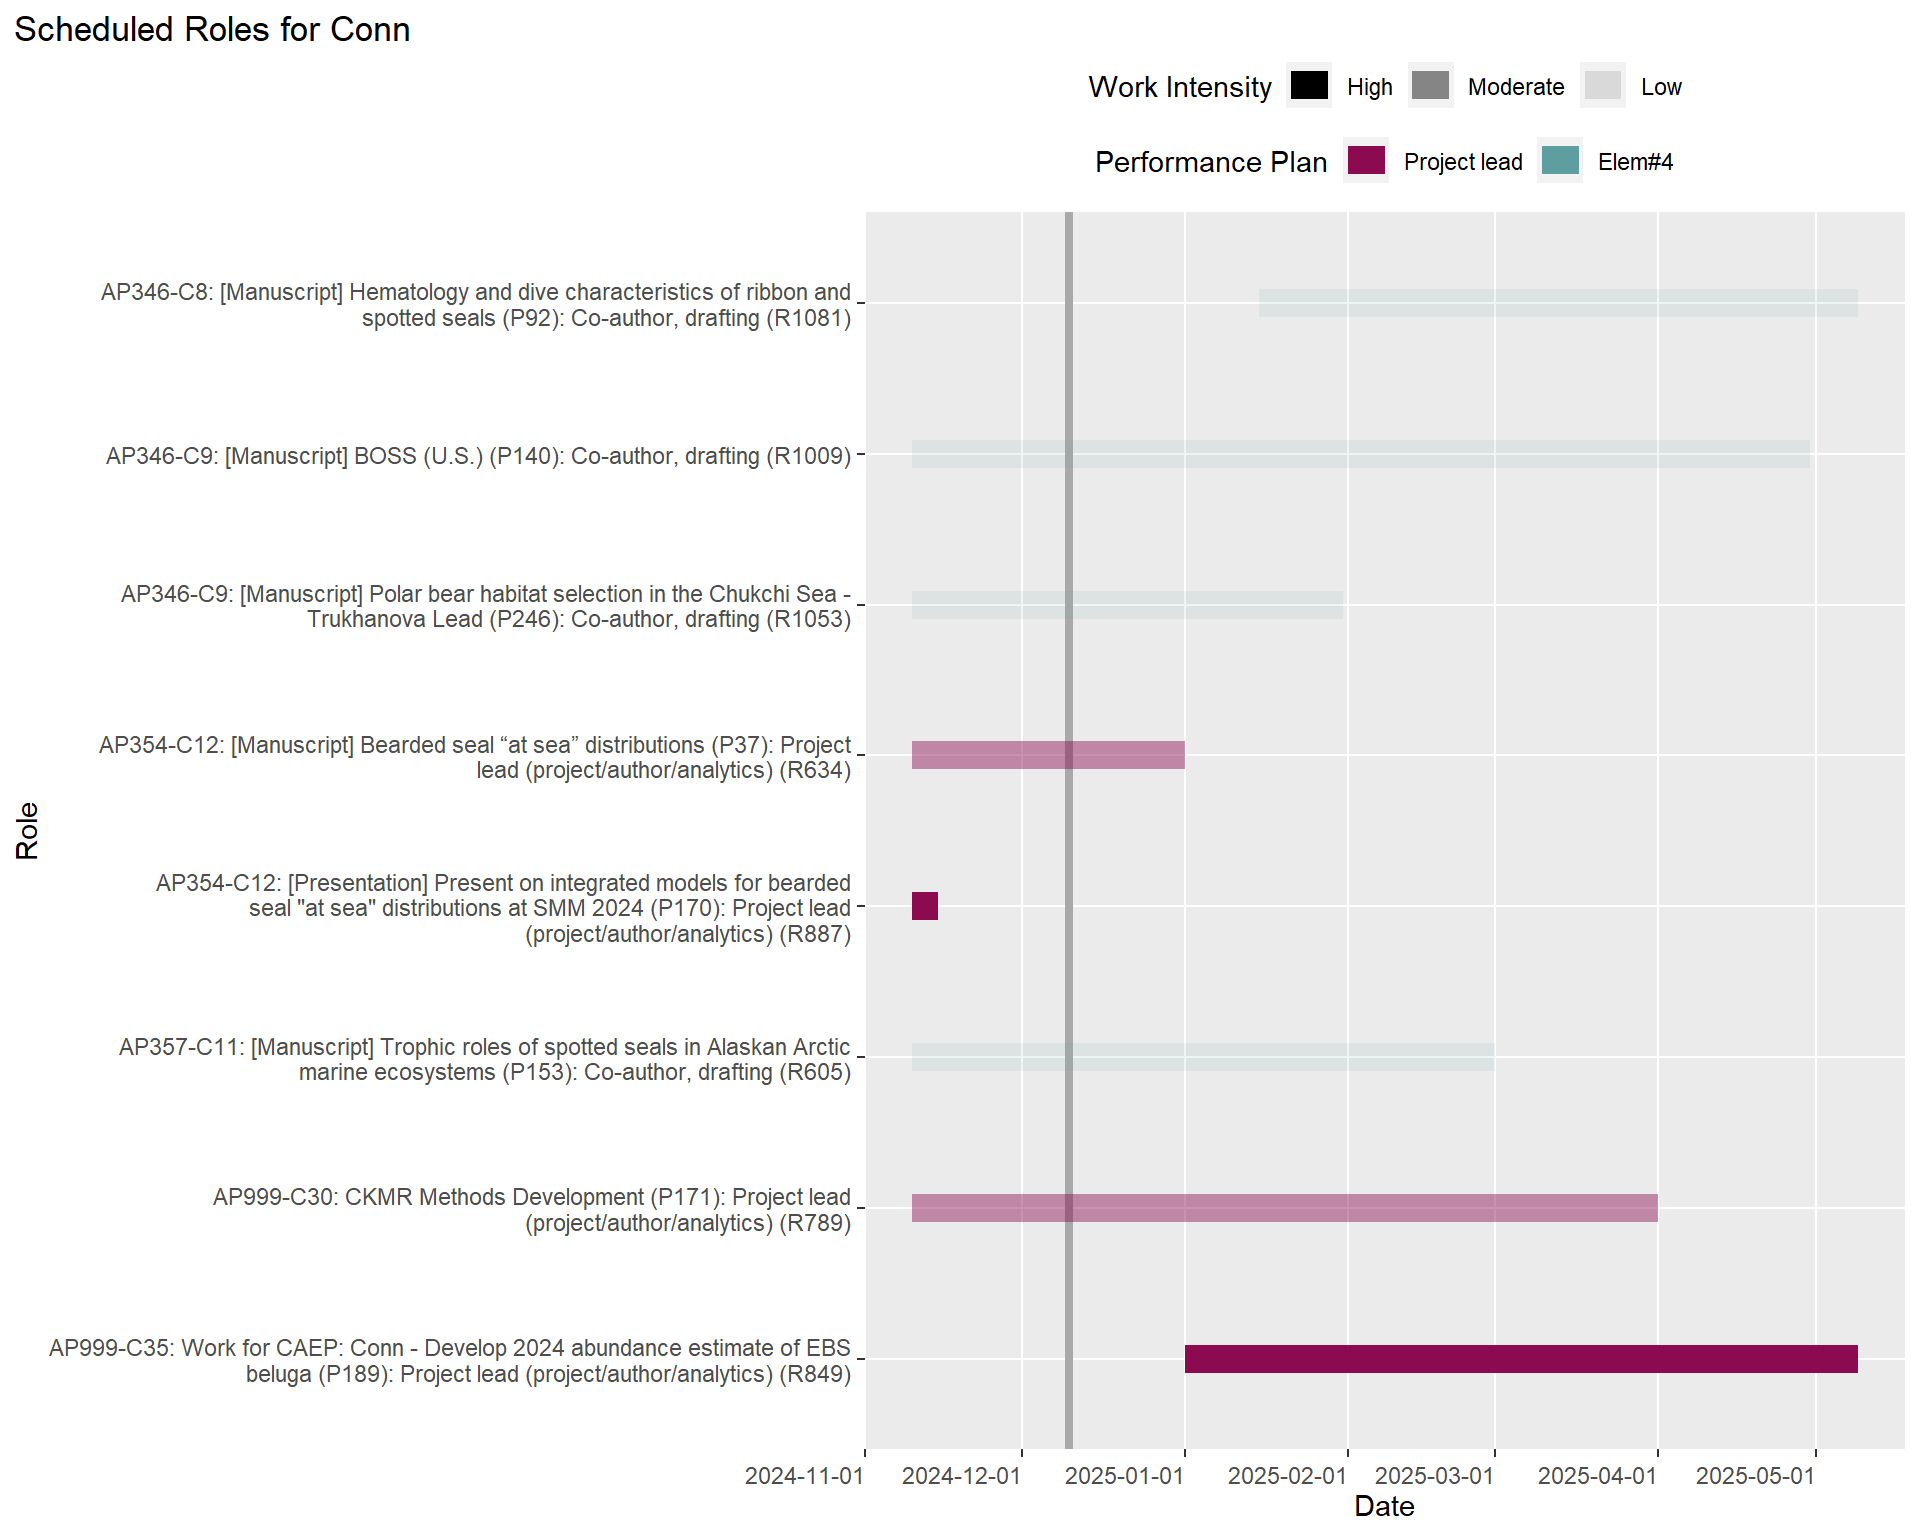 Scheduled Roles for Conn
Work Intensity High Moderate Low
Performance Plan Project lead Elem#4
AP346-C8: [Manuscript] Hematology and dive characteristics of ribbon and
spotted seals (P92): Co-author, drafting (R1081)
AP346-C9: [Manuscript] BOSS (U.S.) (P140): Co-author, drafting (R1009)
AP346-C9: [Manuscript] Polar bear habitat selection in the Chukchi Sea -
Trukhanova Lead (P246): Co-author, drafting (R1053)
AP354-C12: [Manuscript] Bearded seal “at sea” distributions (P37): Project
lead (project/author/analytics) (R634)
AP354-C12: [Presentation] Present on integrated models for bearded
seal "at sea" distributions at SMM 2024 (P170): Project lead
(project/author/analytics) (R887)
AP357-C11: [Manuscript] Trophic roles of spotted seals in Alaskan Arctic
marine ecosystems (P153): Co-author, drafting (R605)
AP999-C30: CKMR Methods Development (P171): Project lead
(project/author/analytics) (R789)
AP999-C35: Work for CAEP: Conn - Develop 2024 abundance estimate of EBS
beluga (P189): Project lead (project/author/analytics) (R849)
Role
2024-11-01 2024-12-01 2025-01-01 2025-02-01 2025-03-01 2025-04-01 2025-05-01
Date